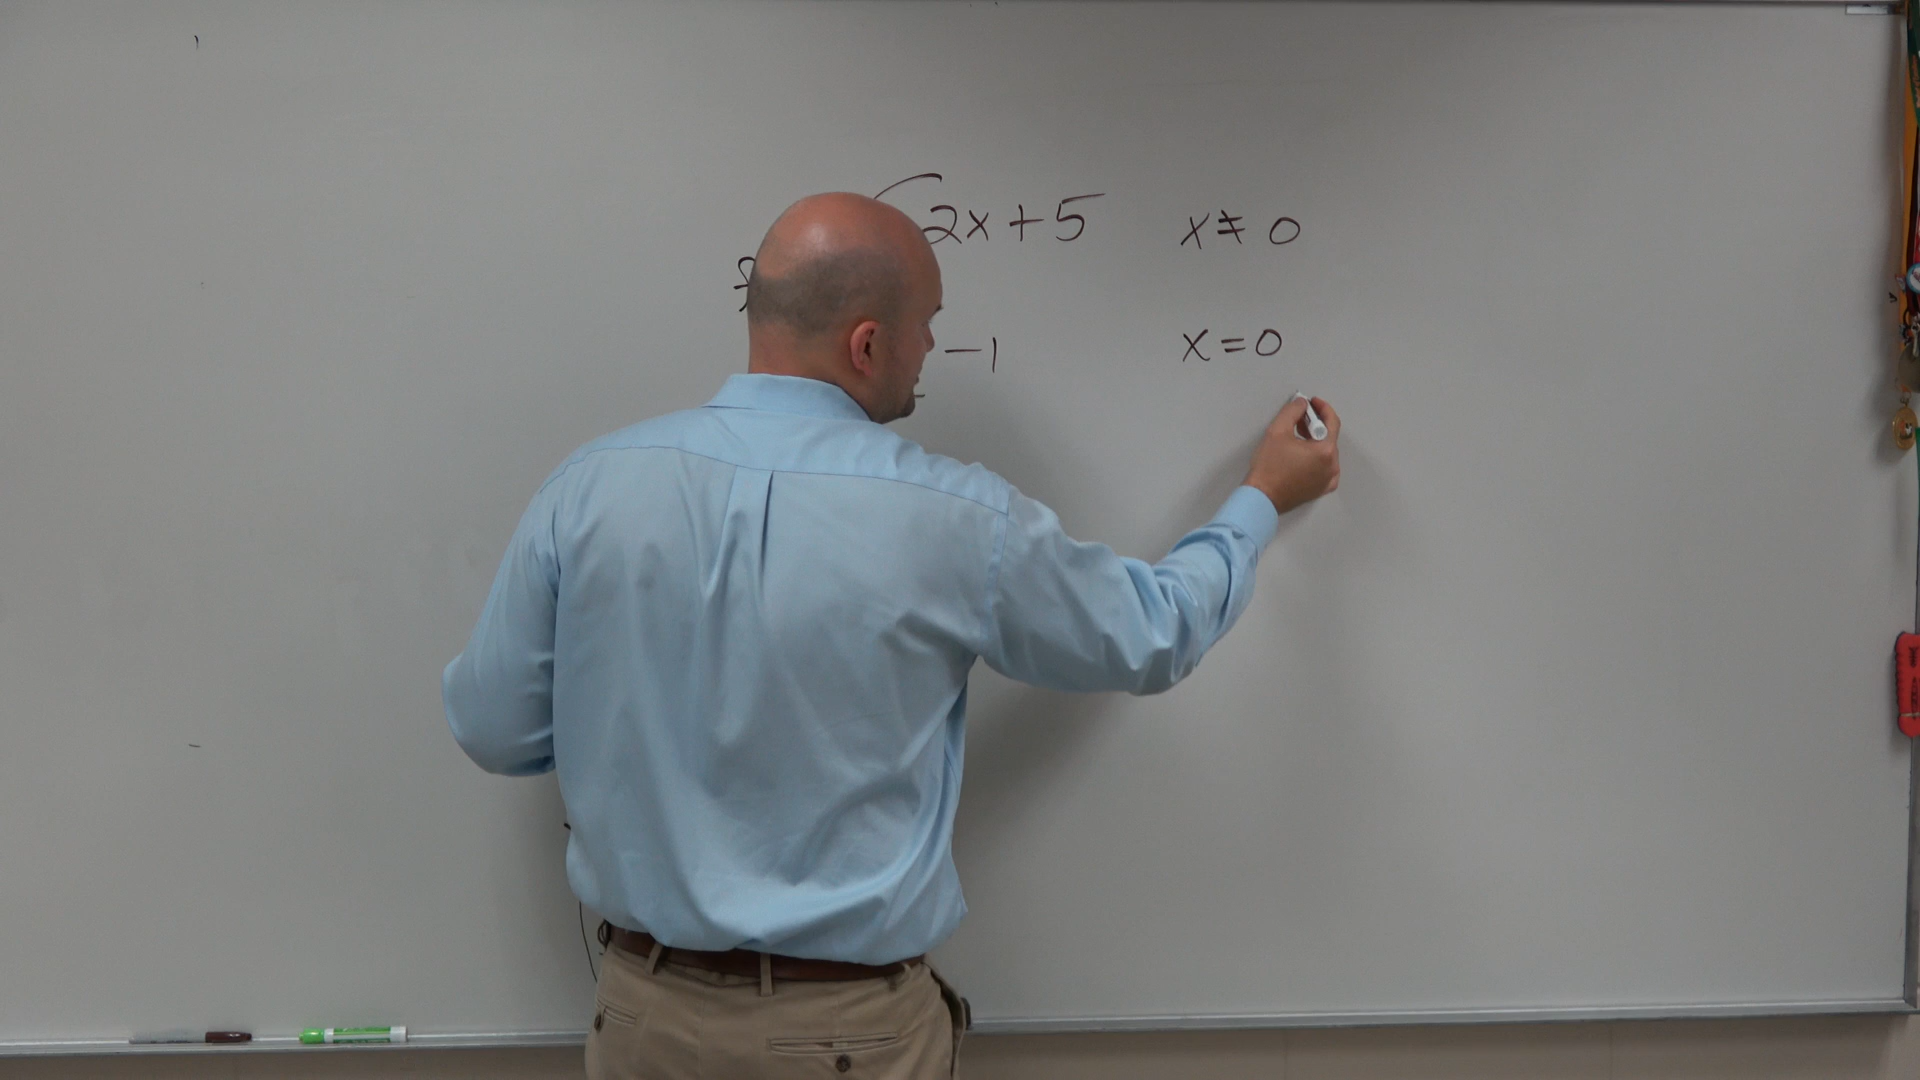 2x + 5 x ≠ 0
- 1 x = 0